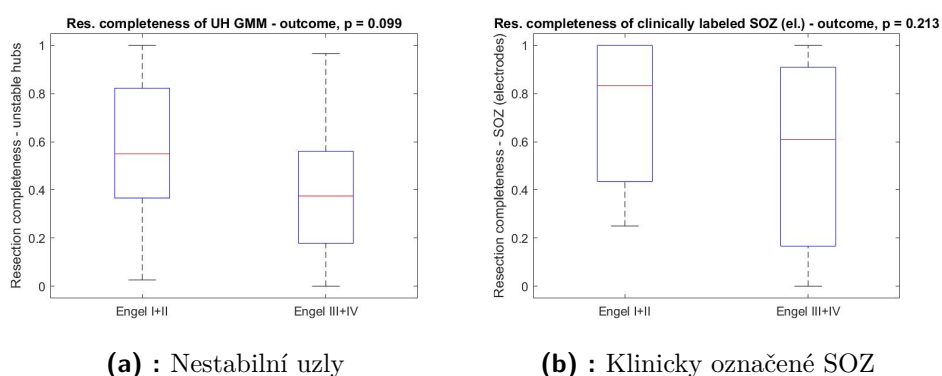 Res. completeness of UH GMM - outcome, p = 0.099
Resection completeness - unstable hubs
1
0.8
0.6
0.4
0.2
0
Engel I+II
Engel III+IV
(a) : Nestabilní uzly
Res. completeness of clinically labeled SOZ (el.) - outcome, p = 0.213
Resection completeness - SOZ (electrodes)
1
0.8
0.6
0.4
0.2
0
Engel I+II
Engel III+IV
(b) : Klinicky označené SOZ